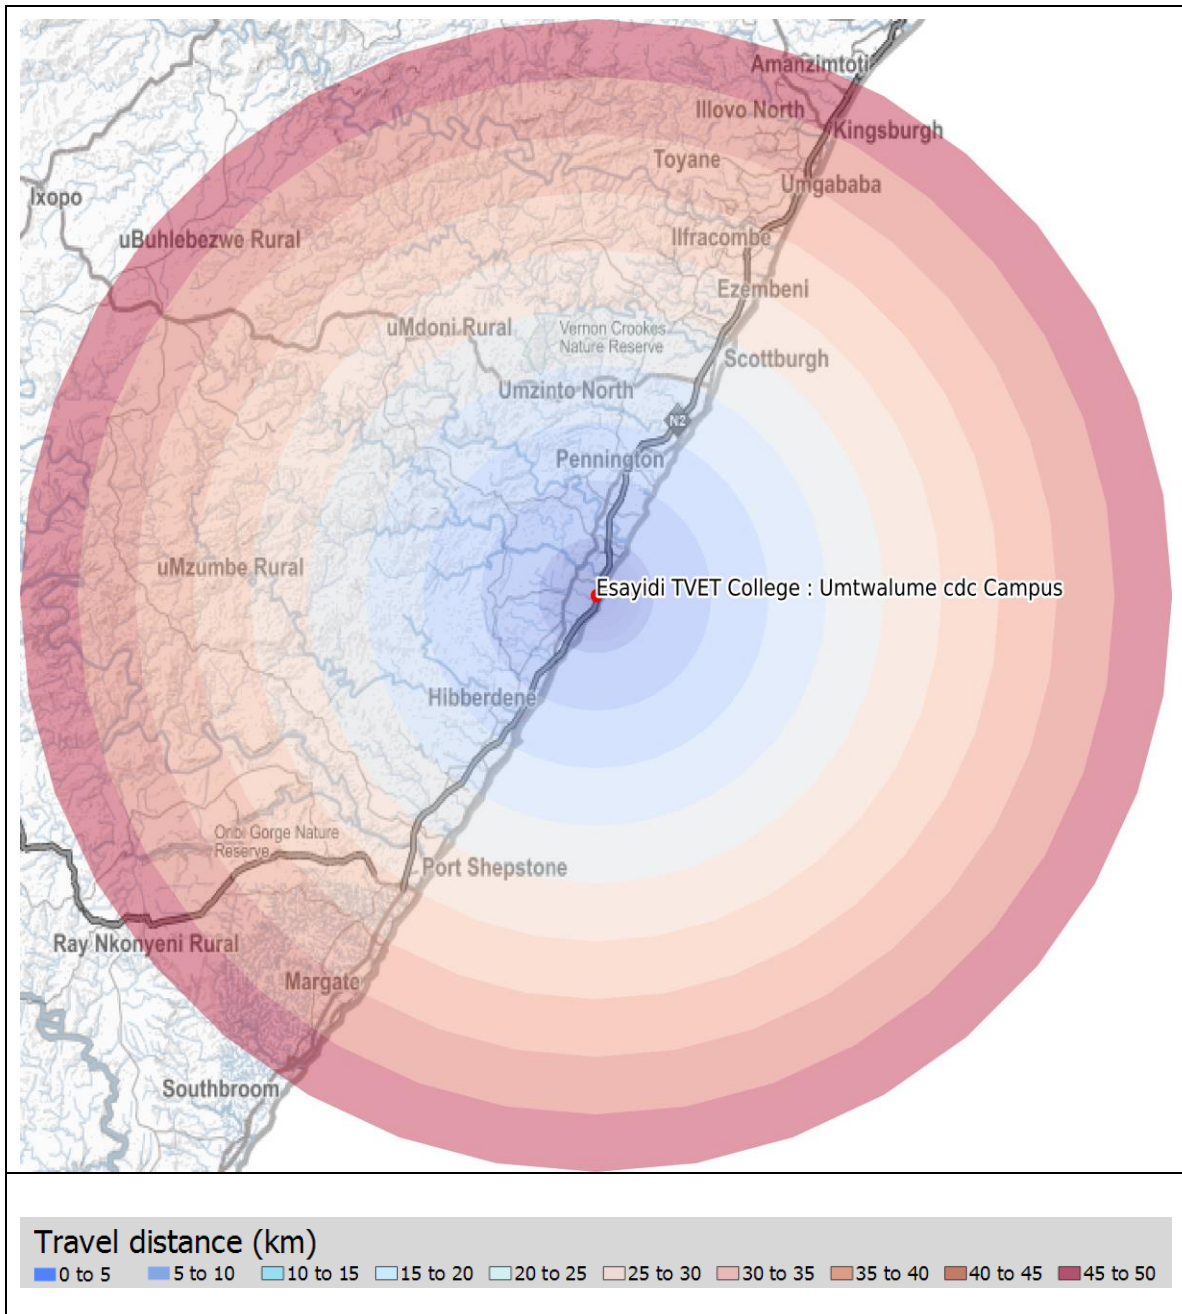 Amanzimtoti
Illovo North
Kingsburgh
Toyane
Umgababa
Ixopo
uBuhlebezwe Rural
Ilfracombe
Ezembeni
uMdoni Rural
Vernon Crookes
Nature Reserve
Scottburgh
Umzinto North
N2
Pennington
uMzumbe Rural
Esayidi TVET College : Umtwalume cdc Campus
Hibberdene
Oribi Gorge Nature
Reserve
Port Shepstone
Ray Nkonyeni Rural
Margate
Southbroom
Travel distance (km)
0 to 5 5 to 10 10 to 15 15 to 20 20 to 25 25 to 30 30 to 35 35 to 40 40 to 45 45 to 50